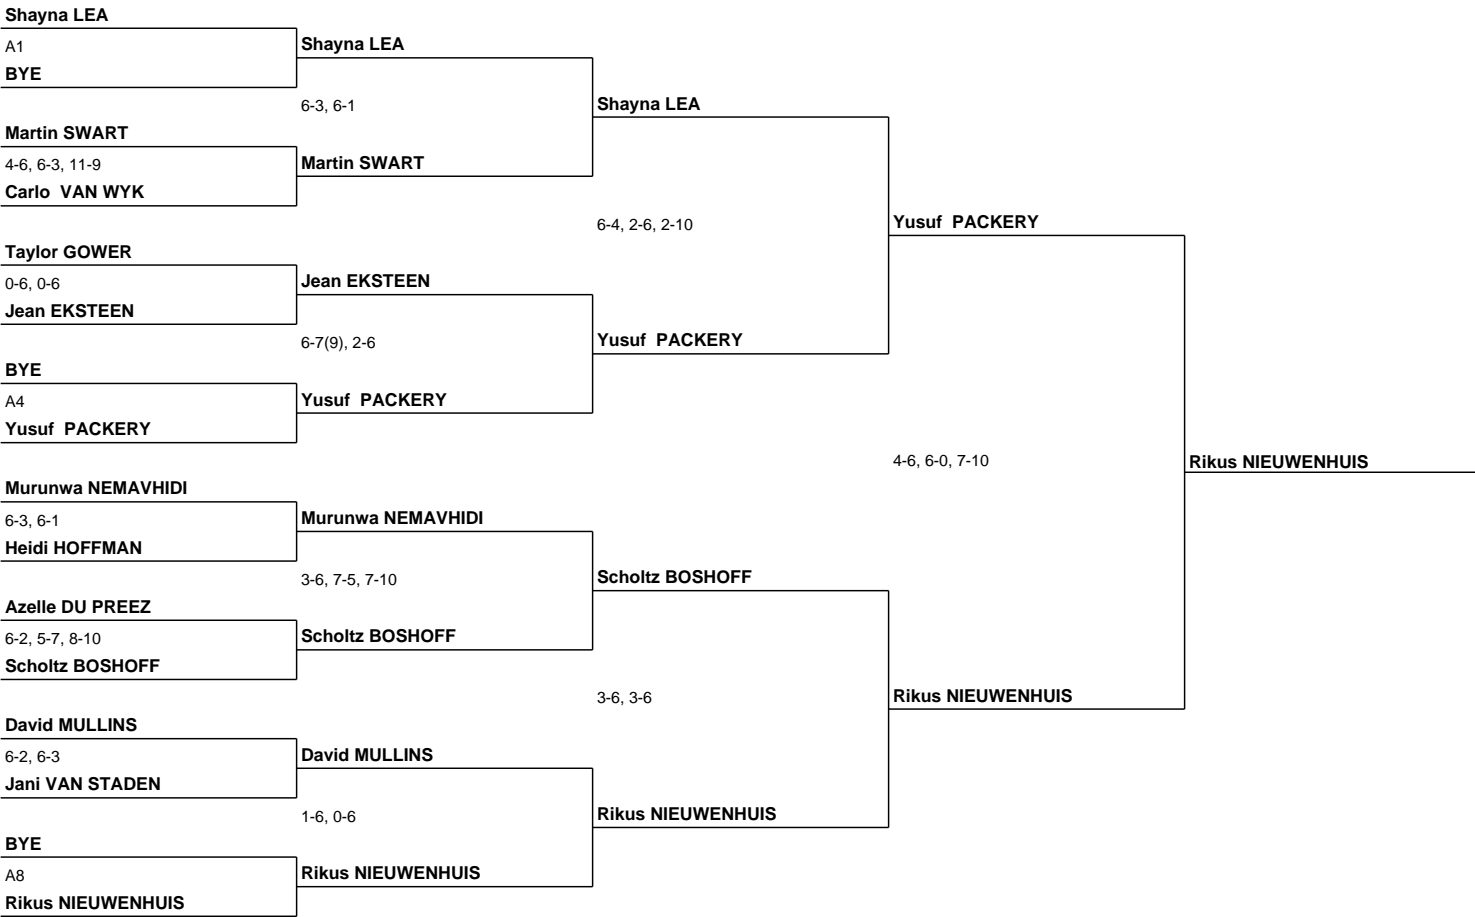 Shayna LEA
A1
BYE
Martin SWART
4-6, 6-3, 11-9
Carlo  VAN WYK
Taylor GOWER
0-6, 0-6
Jean EKSTEEN
BYE
A4
Yusuf  PACKERY
Murunwa NEMAVHIDI
6-3, 6-1
Heidi HOFFMAN
Azelle DU PREEZ
6-2, 5-7, 8-10
Scholtz BOSHOFF
David MULLINS
6-2, 6-3
Jani VAN STADEN
BYE
A8
Rikus NIEUWENHUIS
Shayna LEA
6-3, 6-1
Martin SWART
Jean EKSTEEN
6-7(9), 2-6
Yusuf  PACKERY
Murunwa NEMAVHIDI
3-6, 7-5, 7-10
Scholtz BOSHOFF
David MULLINS
1-6, 0-6
Rikus NIEUWENHUIS
Shayna LEA
6-4, 2-6, 2-10
Yusuf  PACKERY
Scholtz BOSHOFF
3-6, 3-6
Rikus NIEUWENHUIS
Yusuf  PACKERY
4-6, 6-0, 7-10
Rikus NIEUWENHUIS
Rikus NIEUWENHUIS